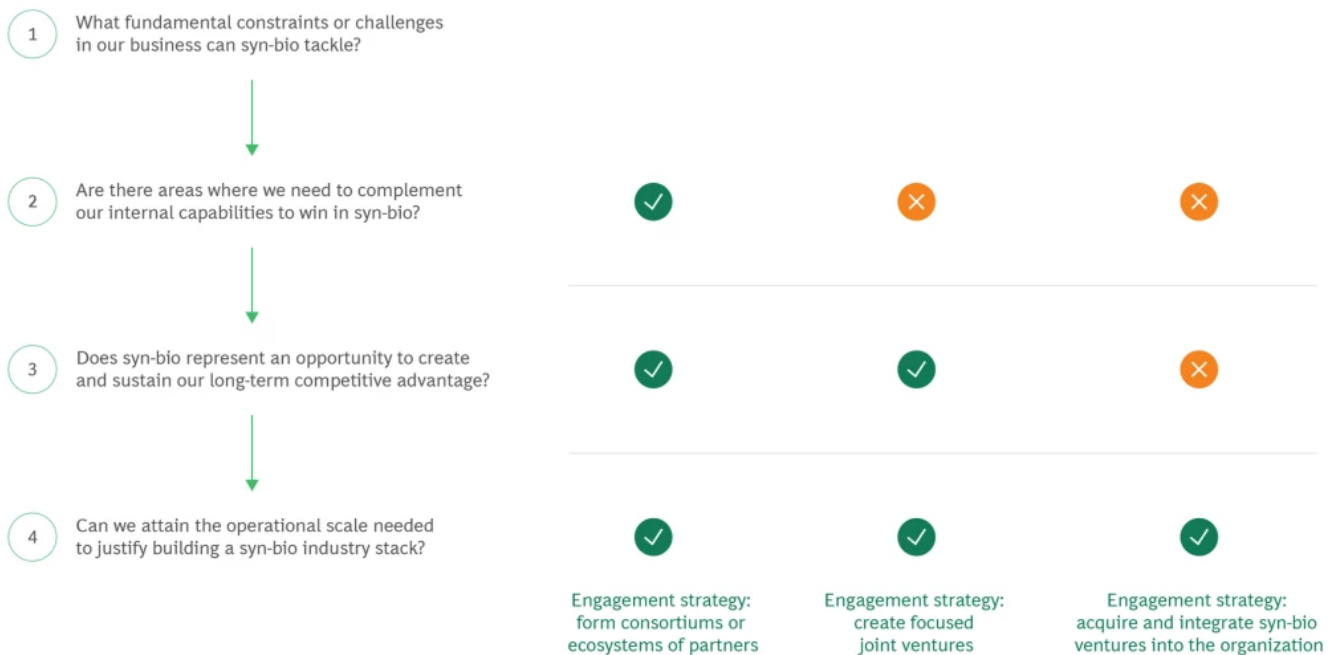 1
What fundamental constraints or challenges
in our business can syn-bio tackle?
2
Are there areas where we need to complement
our internal capabilities to win in syn-bio?
3
Does syn-bio represent an opportunity to create
and sustain our long-term competitive advantage?
4
Can we attain the operational scale needed
to justify building a syn-bio industry stack?
Engagement strategy:
form consortiums or
ecosystems of partners
Engagement strategy:
create focused
joint ventures
Engagement strategy:
acquire and integrate syn-bio
ventures into the organization